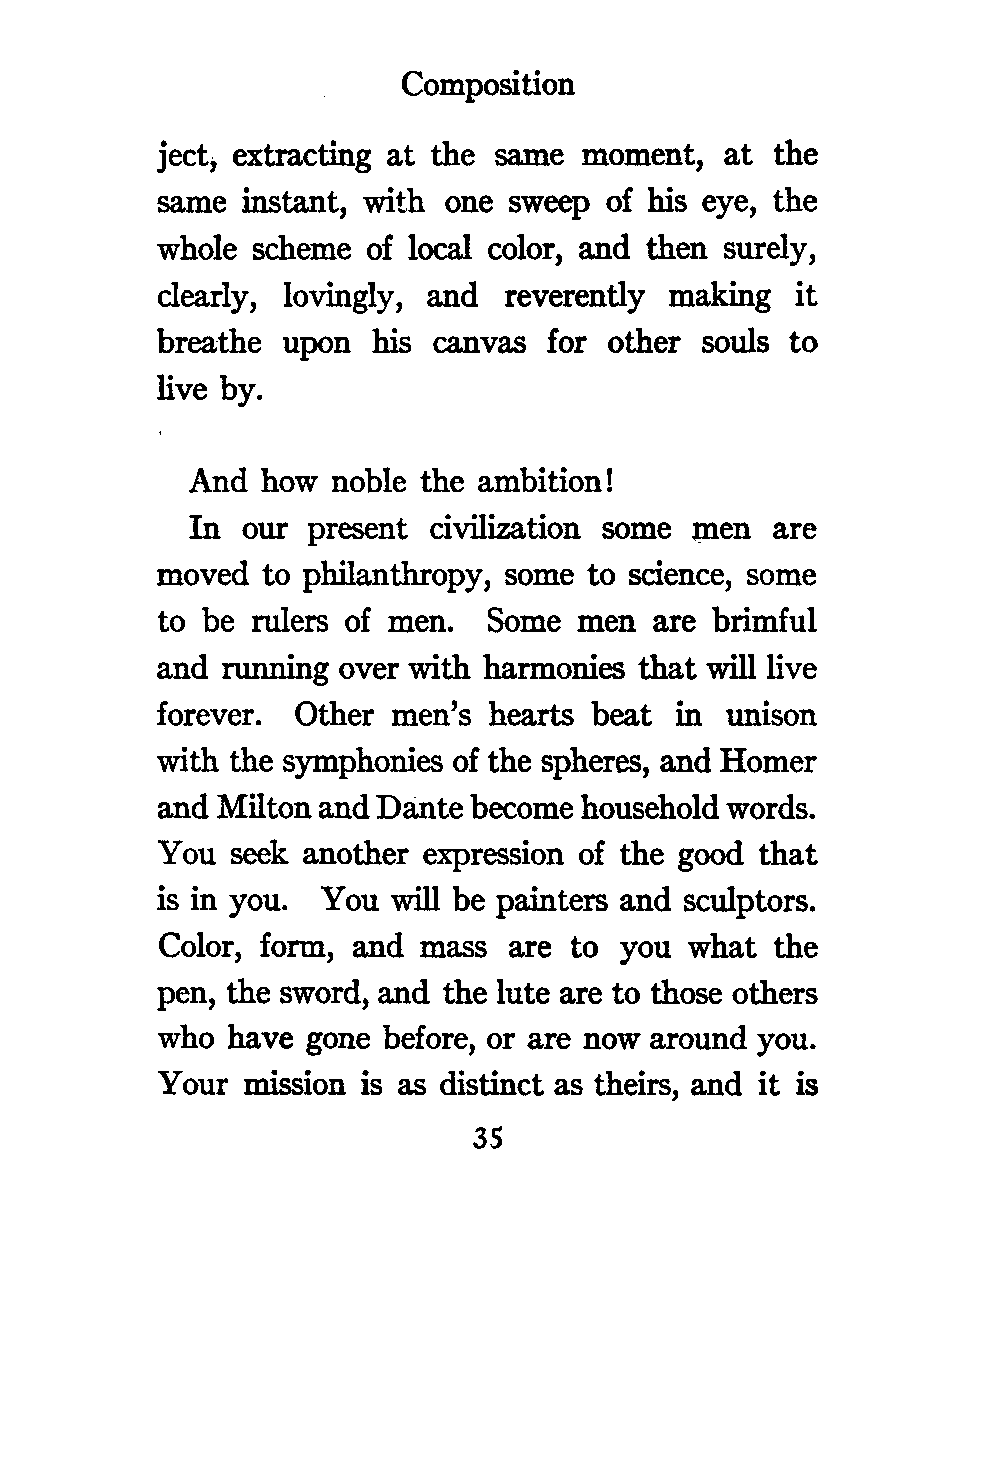 Composition
ject, extracting at the same moment, at the
same instant, with one sweep of his eye, the
whole scheme of local color, and then surely,
clearly, lovingly, and reverently making it
breathe upon his canvas for other souls to
live by.
And how noble the ambition!
In our present civilization some men are
moved to philanthropy, some to science, some
to be rulers of men. Some men are brimful
and running over with harmonies that will live
forever. Other men's hearts beat in unison
with the symphonies of the spheres, and Homer
and Milton and Dante become household words.
You seek another expression of the good that
is in you. You will be painters and sculptors.
Color, form, and mass are to you what the
pen, the sword, and the lute are to those others
who have gone before, or are now around you.
Your mission is as distinct as theirs, and it is
35